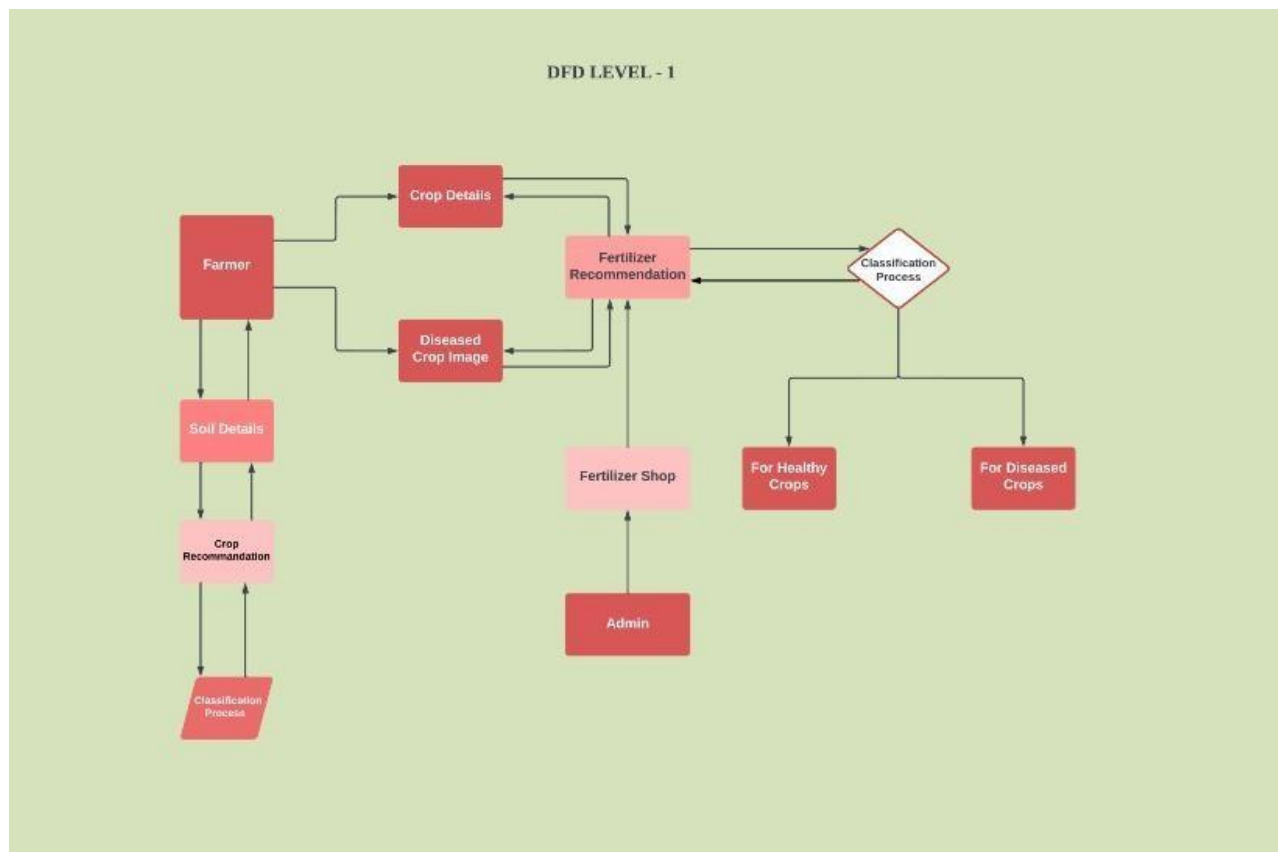 DFD LEVEL - 1
Crop Details
Farmer
Fertilizer
Recommendation
Classification
Process
Diseased
Crop Image
Soil Details
Fertilizer Shop
For Healthy
Crops
For Diseased
Crops
Crop
Recommandation
Admin
Classification
Process